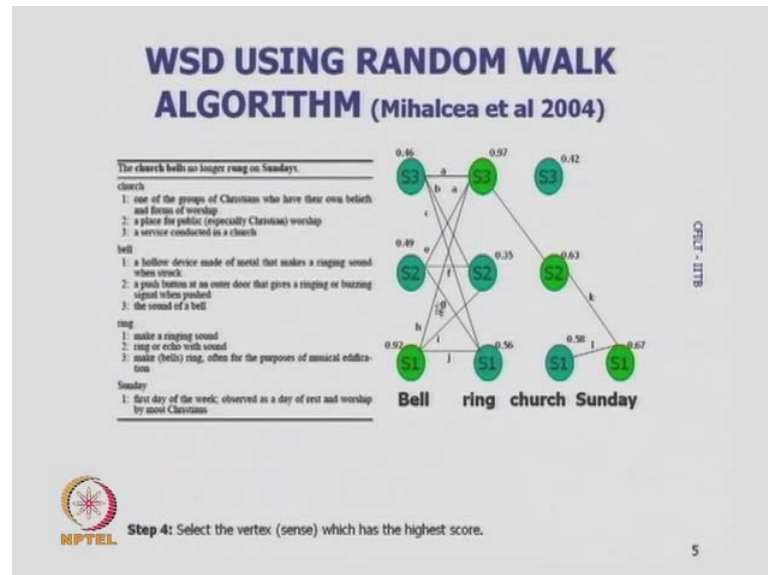 WSD USING RANDOM WALK
ALGORITHM (Mihalcea et al 2004)
The church bells no longer rung on Sundays.
church
1: one of the groups of Christians who have their own beliefs
and forms of worship
2: a place for public (especially Christian) worship
3: a service conducted in a church
bell
1: a hollow device made of metal that makes a ringing sound
when struck
2: a push button at an outer door that gives a ringing or buzzing
signal when pushed
3: the sound of a bell
ring
1: make a ringing sound
2: ring or echo with sound
3: make (bells) ring, often for the purposes of musical edifica-
tion
Sunday
1: first day of the week; observed as a day of rest and worship
by most Christians
0.46 0.97 0.42
S3 a S3 S3
b a
c
0.49 e 0.35 0.63
S2 f S2 S2
g
h k
0.92 i 0.56 0.58 l 0.67
S1 j S1 S1 S1
Bell ring church Sunday
CFILT - IITB
NPTEL
Step 4: Select the vertex (sense) which has the highest score.
5